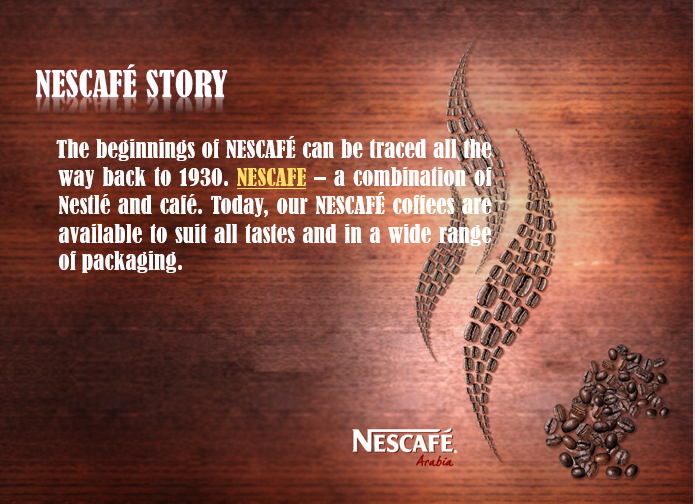 NESCAFÉ STORY
The beginnings of NESCAFÉ can be traced all the
way back to 1930. NESCAFE – a combination of
Nestlé and café. Today, our NESCAFÉ coffees are
available to suit all tastes and in a wide range
of packaging.
NESCAFÉ.
Arabia